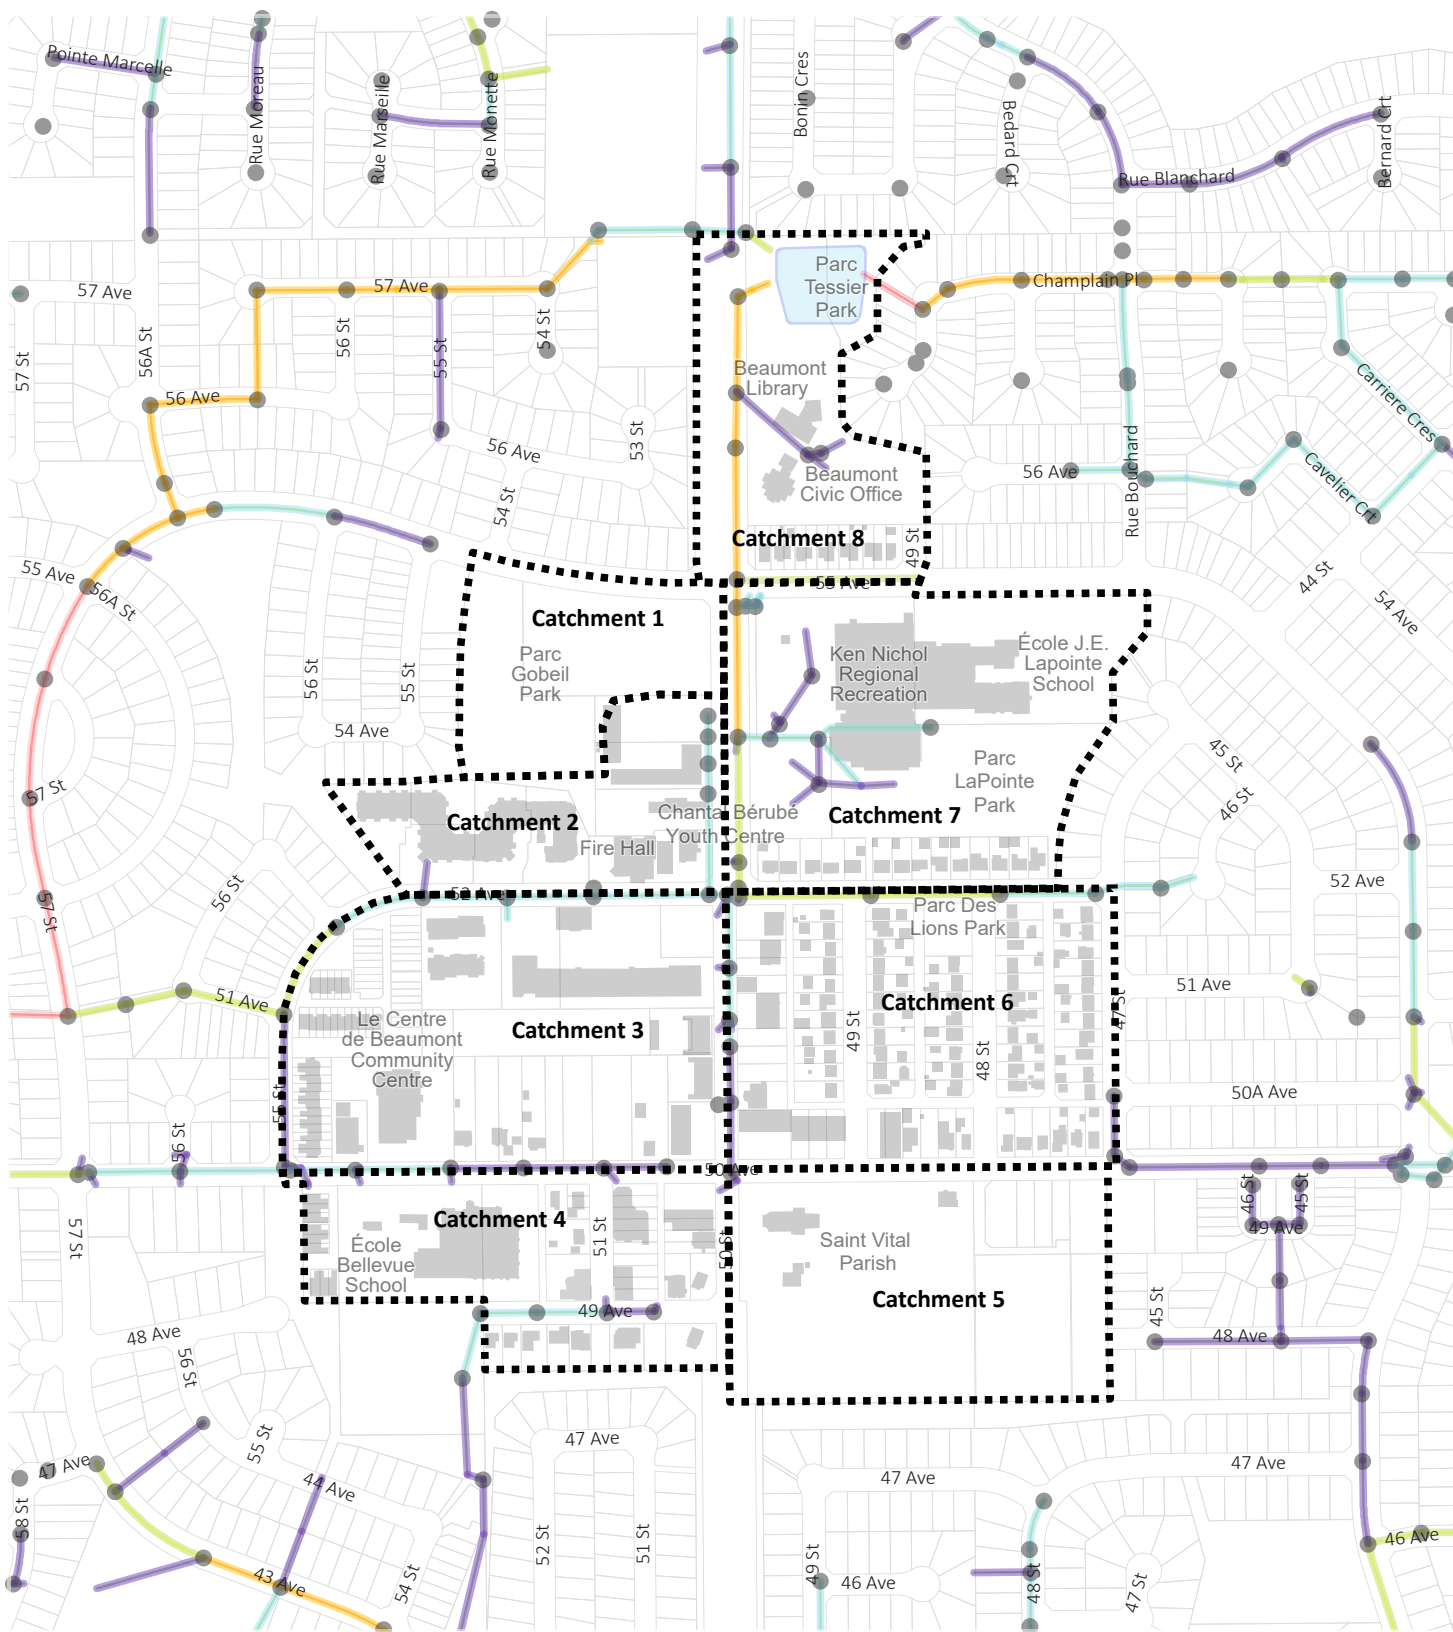 Pointe Marcelle
Rue Moreau
Rue Marseille
Rue Monette
Bonin Cres
Bedard Crt
Rue Blanchard
Bernard Crt
57 Ave
57 Ave
56A St
57 St
56 St
55 St
54 St
56 Ave
53 St
56 Ave
54 St
Parc
Tessier
Park
Champlain Pl
Beaumont
Library
Beaumont
Civic Office
Catchment 8
49 St
55 Ave
56 Ave
Rue Bouchard
Carriere Cres
Cavelier Crt
44 St
54 Ave
55 Ave
56A St
Catchment 1
Parc
Gobeil
Park
56 St
55 St
54 Ave
Ken Nichol
Regional
Recreation
École J.E.
Lapointe
School
Parc
LaPointe
Park
Catchment 7
45 St
46 St
57 St
Catchment 2
Fire Hall
Chantal Bérubé
Youth Centre
52 Ave
56 St
57 St
51 Ave
Parc Des
Lions Park
52 Ave
51 Ave
Catchment 6
49 St
48 St
47 St
50A Ave
Catchment 3
Le Centre
de Beaumont
Community
Centre
55 St
56 St
50 Ave
57 St
Catchment 4
École
Bellevue
School
51 St
50 St
49 Ave
Saint Vital
Parish
Catchment 5
46 St
45 St
49 Ave
45 St
48 Ave
48 Ave
56 St
55 St
47 Ave
44 Ave
58 St
43 Ave
54 St
47 Ave
52 St
51 St
47 Ave
47 Ave
49 St
46 Ave
48 St
47 St
46 Ave